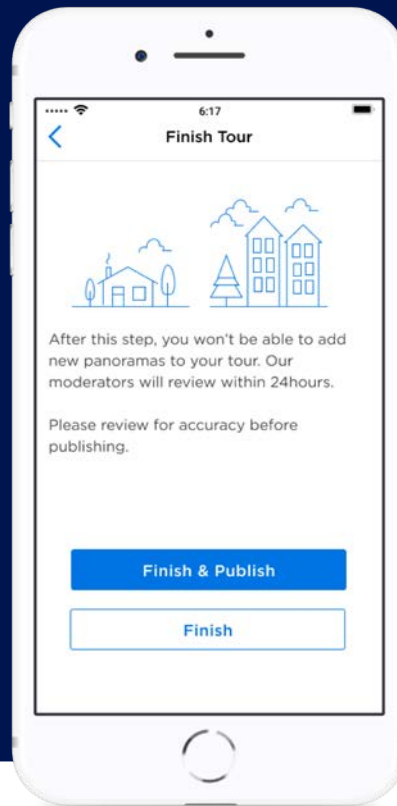 6:17
Finish Tour
After this step, you won't be able to add
new panoramas to your tour. Our
moderators will review within 24hours.
Please review for accuracy before
publishing.
Finish & Publish
Finish